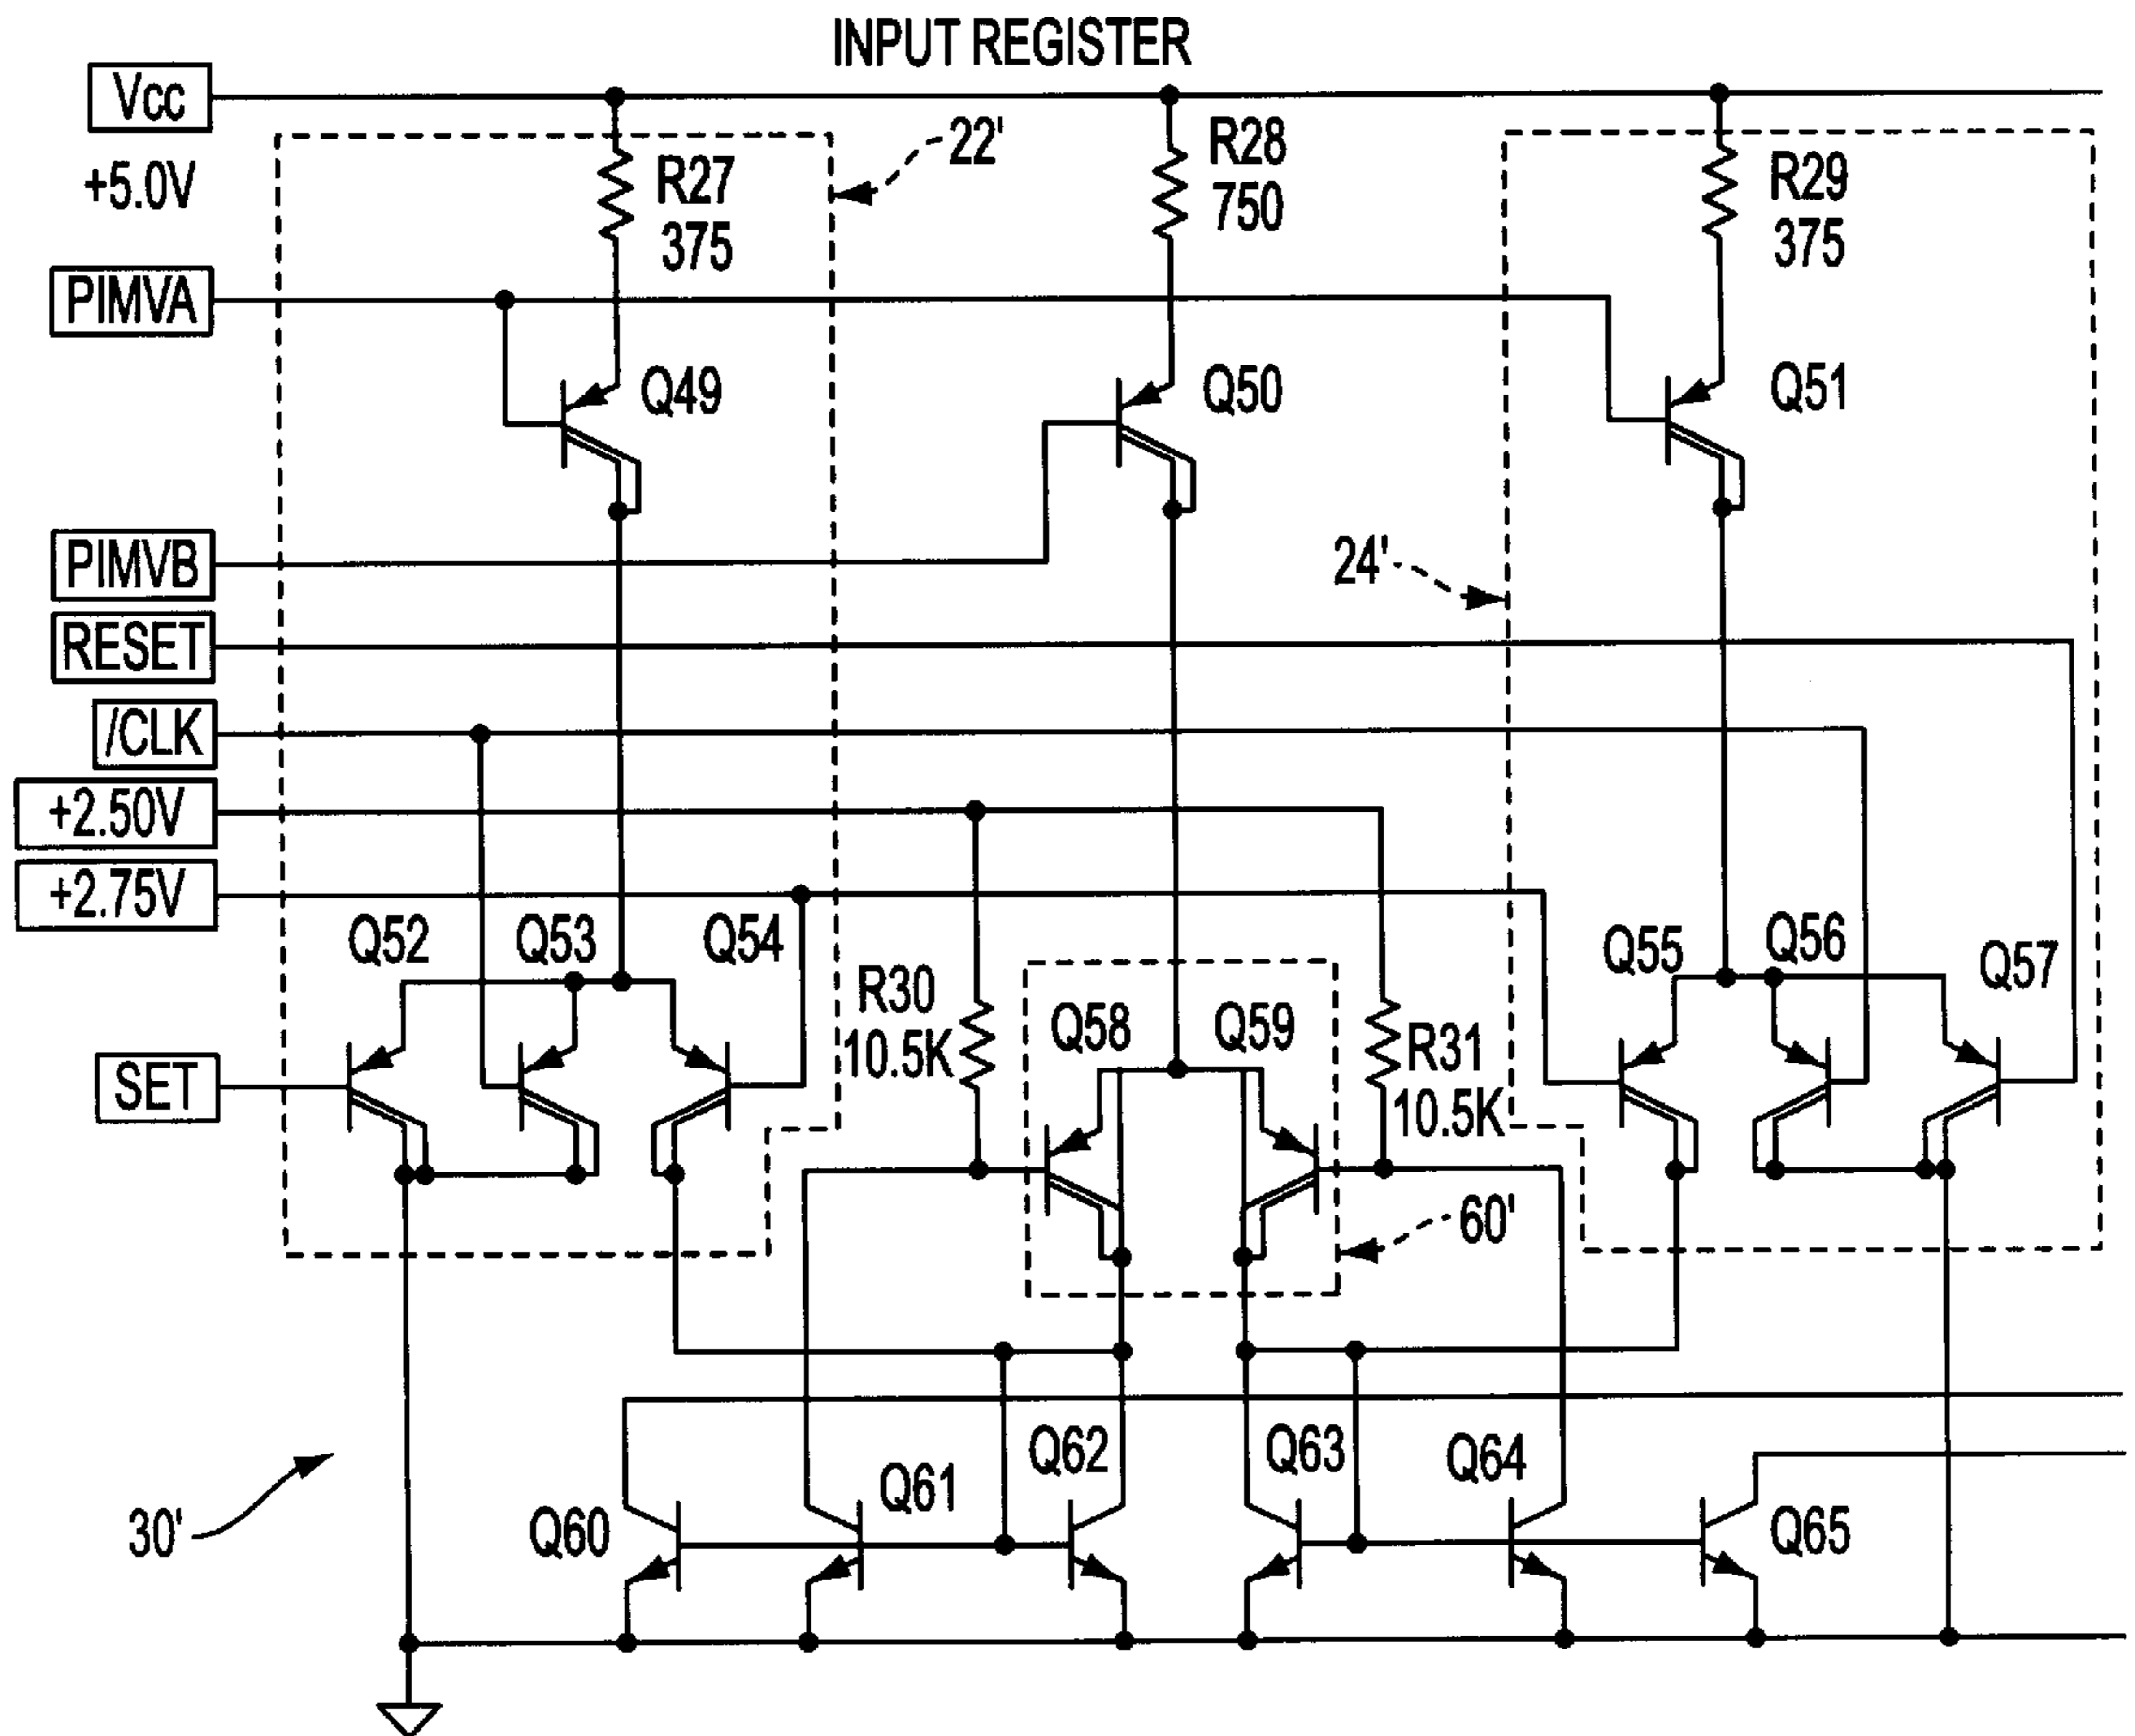 INPUT REGISTER
Vcc
+5.0V
22'
R27
375
R28
750
R29
375
PIMVA
Q49
Q50
Q51
PIMVB
24'
RESET
/CLK
+2.50V
+2.75V
Q52
Q53
Q54
R30
10.5K
Q58
Q59
R31
10.5K
Q55
Q56
Q57
SET
60'
30'
Q60
Q61
Q62
Q63
Q64
Q65